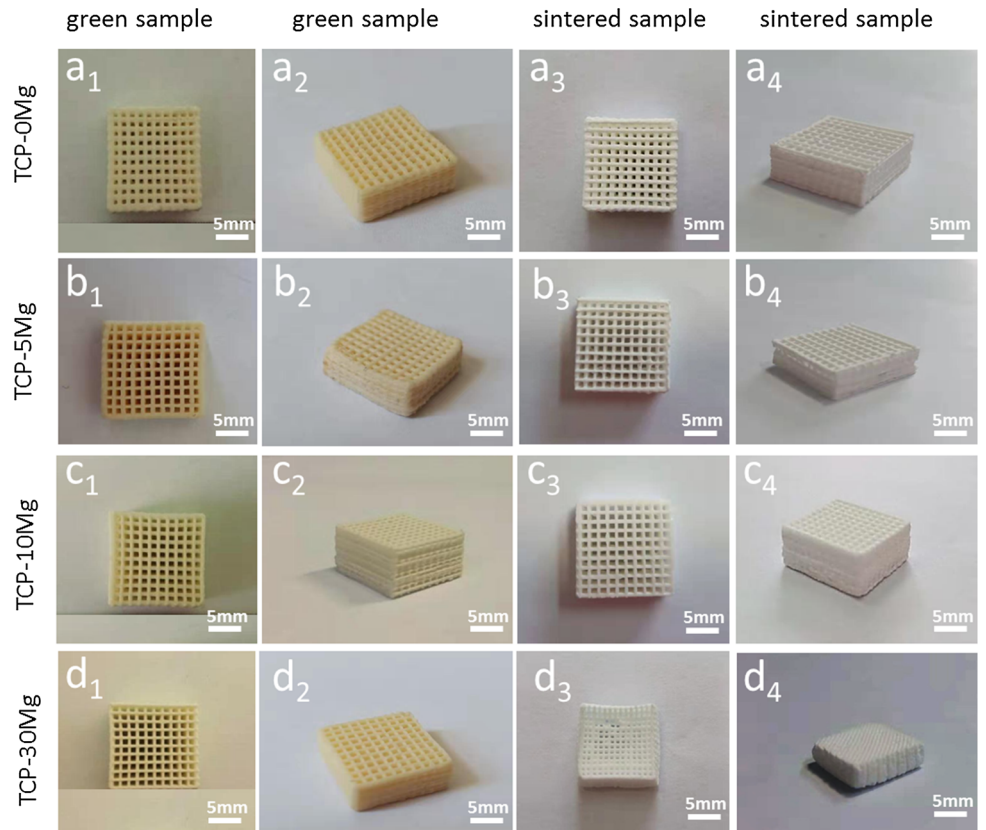 green sample green sample sintered sample sintered sample
TCP-0Mg
a1 a2 a3 a4
5mm 5mm 5mm 5mm
TCP-5Mg
b1 b2 b3 b4
5mm 5mm 5mm 5mm
TCP-10Mg
c1 c2 c3 c4
5mm 5mm 5mm 5mm
TCP-30Mg
d1 d2 d3 d4
5mm 5mm 5mm 5mm